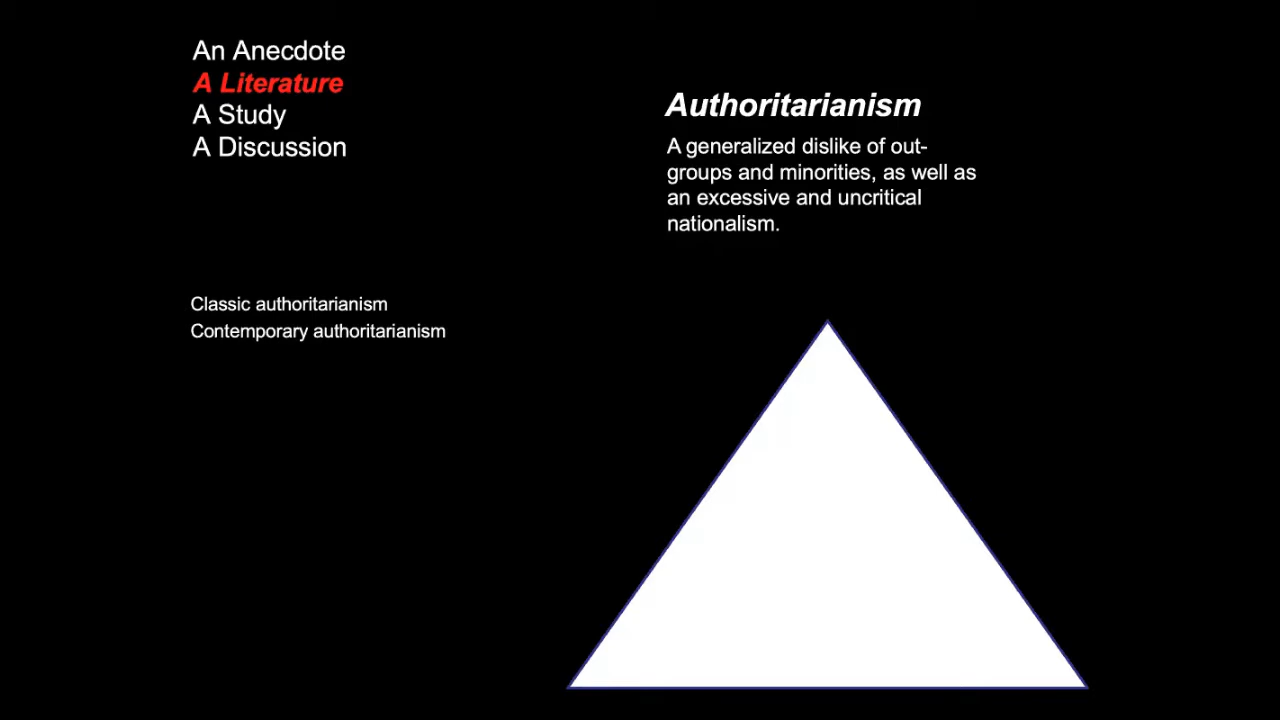 An Anecdote
A Literature
A Study
A Discussion
Authoritarianism
A generalized dislike of out-
groups and minorities, as well as
an excessive and uncritical
nationalism.
Classic authoritarianism
Contemporary authoritarianism